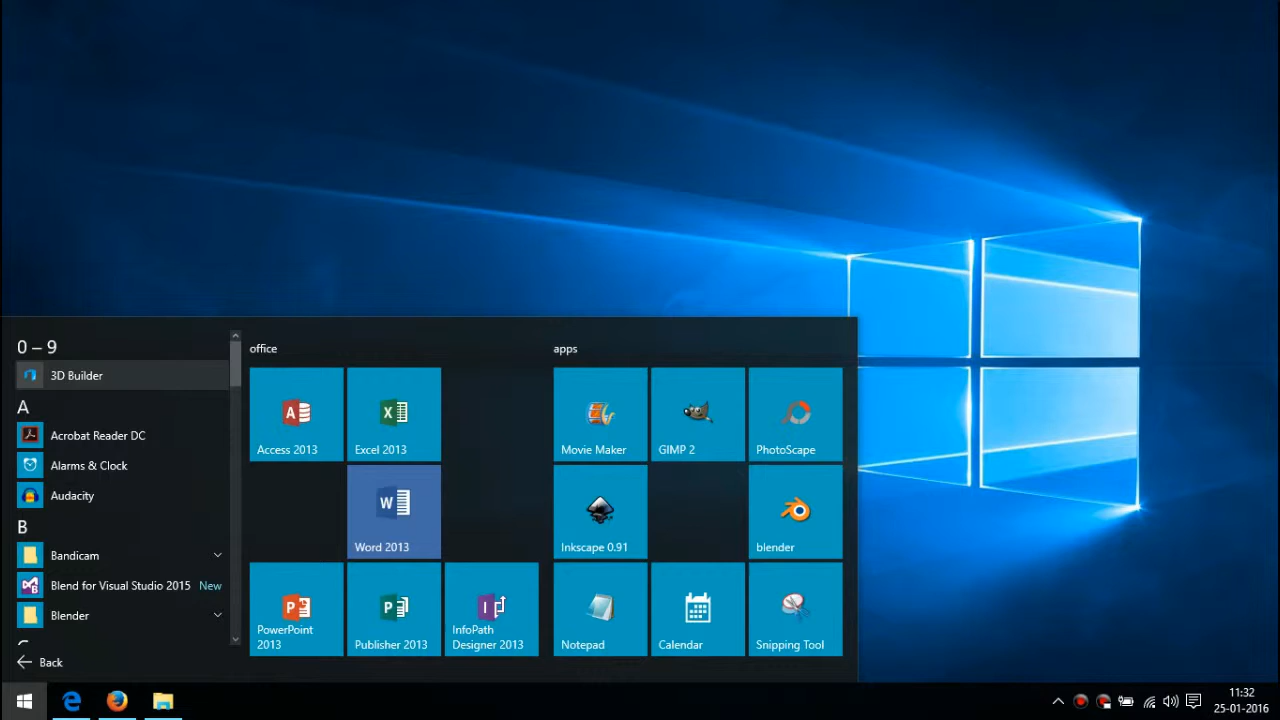 0 – 9
3D Builder
A
Acrobat Reader DC
Alarms & Clock
Audacity
B
Bandicam
Blend for Visual Studio 2015 New
Blender
Back
office
Access 2013
Excel 2013
Word 2013
PowerPoint
2013
Publisher 2013
InfoPath
Designer 2013
apps
Movie Maker
GIMP 2
PhotoScape
Inkscape 0.91
blender
Notepad
Calendar
Snipping Tool
11:32
25-01-2016